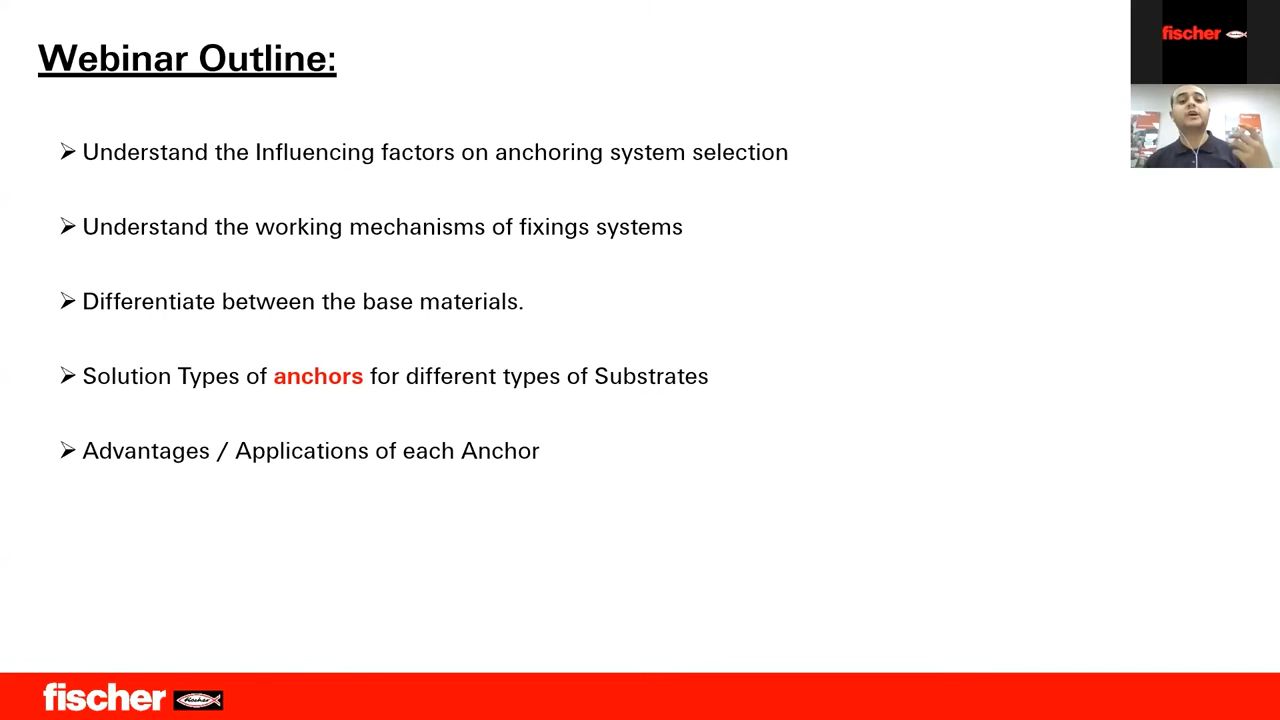 Webinar Outline:
fischer
Understand the Influencing factors on anchoring system selection
Understand the working mechanisms of fixings systems
Differentiate between the base materials.
Solution Types of anchors for different types of Substrates
Advantages / Applications of each Anchor
fischer
fischer